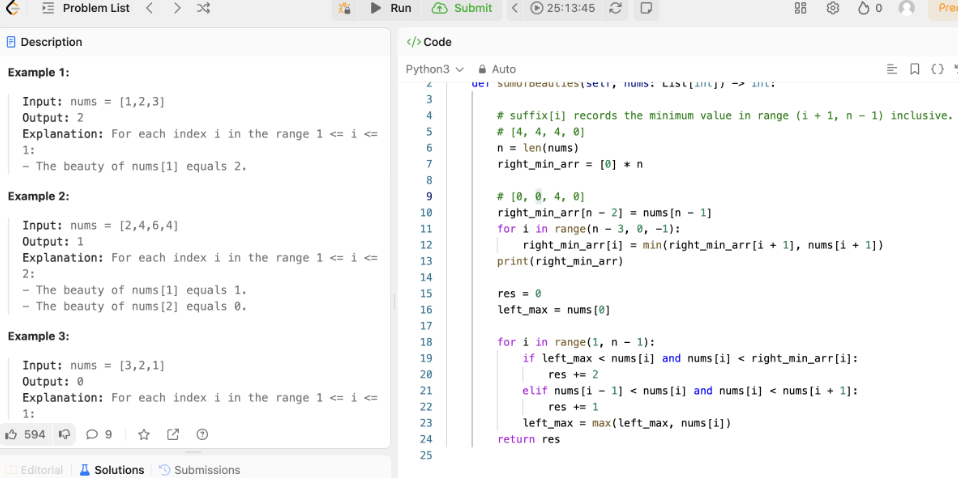 Problem List
Run
Submit
25:13:45
0
Description
Example 1:
Input: nums = [1,2,3]
Output: 2
Explanation: For each index i in the range 1 <= i <=
1:
- The beauty of nums[1] equals 2.
Example 2:
Input: nums = [2,4,6,4]
Output: 1
Explanation: For each index i in the range 1 <= i <=
2:
- The beauty of nums[1] equals 1.
- The beauty of nums[2] equals 0.
Example 3:
Input: nums = [3,2,1]
Output: 0
Explanation: For each index i in the range 1 <= i <=
1:
594
9
Editorial
Solutions
Submissions
</> Code
Python3
Auto
2 def sumOfBeauties(self, nums: List[int]) -> int:
3
4 # suffix[i] records the minimum value in range (i + 1, n - 1) inclusive.
5 # [4, 4, 4, 0]
6 n = len(nums)
7 right_min_arr = [0] * n
8
9 # [0, 0, 4, 0]
10 right_min_arr[n - 2] = nums[n - 1]
11 for i in range(n - 3, 0, -1):
12 right_min_arr[i] = min(right_min_arr[i + 1], nums[i + 1])
13 print(right_min_arr)
14
15 res = 0
16 left_max = nums[0]
17
18 for i in range(1, n - 1):
19 if left_max < nums[i] and nums[i] < right_min_arr[i]:
20 res += 2
21 elif nums[i - 1] < nums[i] and nums[i] < nums[i + 1]:
22 res += 1
23 left_max = max(left_max, nums[i])
24 return res
25